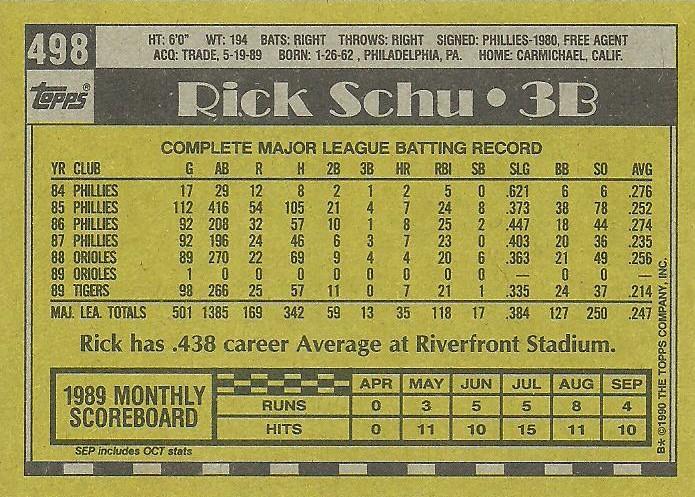 498
HT: 6'0" WT: 194 BATS: RIGHT THROWS: RIGHT SIGNED: PHILLIES-1980, FREE AGENT
ACQ: TRADE, 5-19-89 BORN: 1-26-62 , PHILADELPHIA, PA. HOME: CARMICHAEL, CALIF.
TOPPS®
Rick Schu • 3B
COMPLETE MAJOR LEAGUE BATTING RECORD
YR CLUB G AB R H 2B 3B HR RBI SB SLG BB SO AVG
84 PHILLIES 17 29 12 8 2 1 2 5 0 .621 6 6 .276
85 PHILLIES 112 416 54 105 21 4 7 24 8 .373 38 78 .252
86 PHILLIES 92 208 32 57 10 1 8 25 2 .447 18 44 .274
87 PHILLIES 92 196 24 46 6 3 7 23 0 .403 20 36 .235
88 ORIOLES 89 270 22 69 9 4 4 20 6 .363 21 49 .256
89 ORIOLES 1 0 0 0 0 0 0 0 0 — 0 0 —
89 TIGERS 98 266 25 57 11 0 7 21 1 .335 24 37 .214
MAJ. LEA. TOTALS 501 1385 169 342 59 13 35 118 17 .384 127 250 .247
Rick has .438 career Average at Riverfront Stadium.
1989 MONTHLY
SCOREBOARD
APR MAY JUN JUL AUG SEP
RUNS 0 3 5 5 8 4
HITS 0 11 10 15 11 10
SEP includes OCT stats
B* ©1990 THE TOPPS COMPANY, INC.